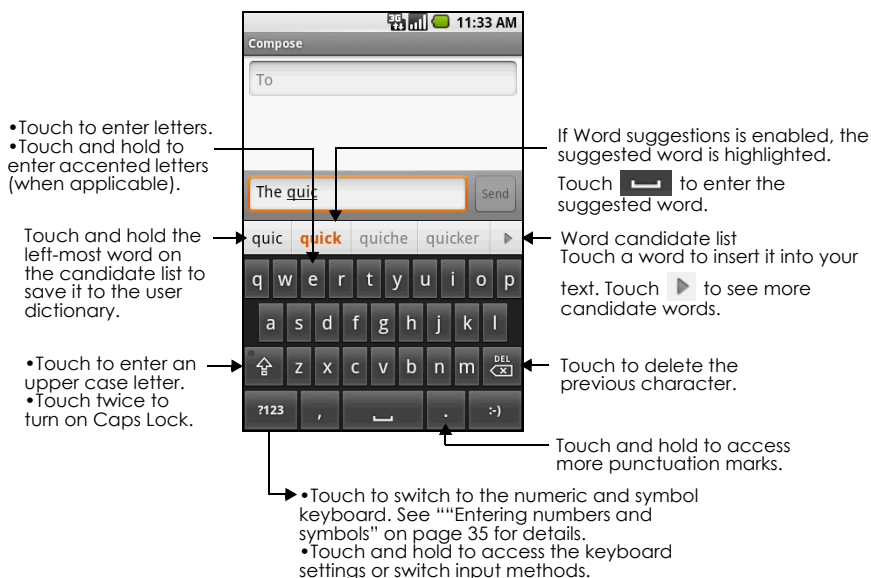 3G 11:33 AM
Compose
To
•Touch to enter letters.
•Touch and hold to
enter accented letters
(when applicable).
If Word suggestions is enabled, the
suggested word is highlighted.
Touch to enter the
suggested word.
The quic
Send
Touch and hold the
left-most word on
the candidate list to
save it to the user
dictionary.
quic quick quiche quicker
Word candidate list
Touch a word to insert it into your
text. Touch to see more
candidate words.
q w e r t y u i o p
a s d f g h j k l
•Touch to enter an
upper case letter.
•Touch twice to
turn on Caps Lock.
z x c v b n m DEL
Touch to delete the
previous character.
?123 , . :-)
Touch and hold to access
more punctuation marks.
•Touch to switch to the numeric and symbol
keyboard. See ““Entering numbers and
symbols” on page 35 for details.
•Touch and hold to access the keyboard
settings or switch input methods.